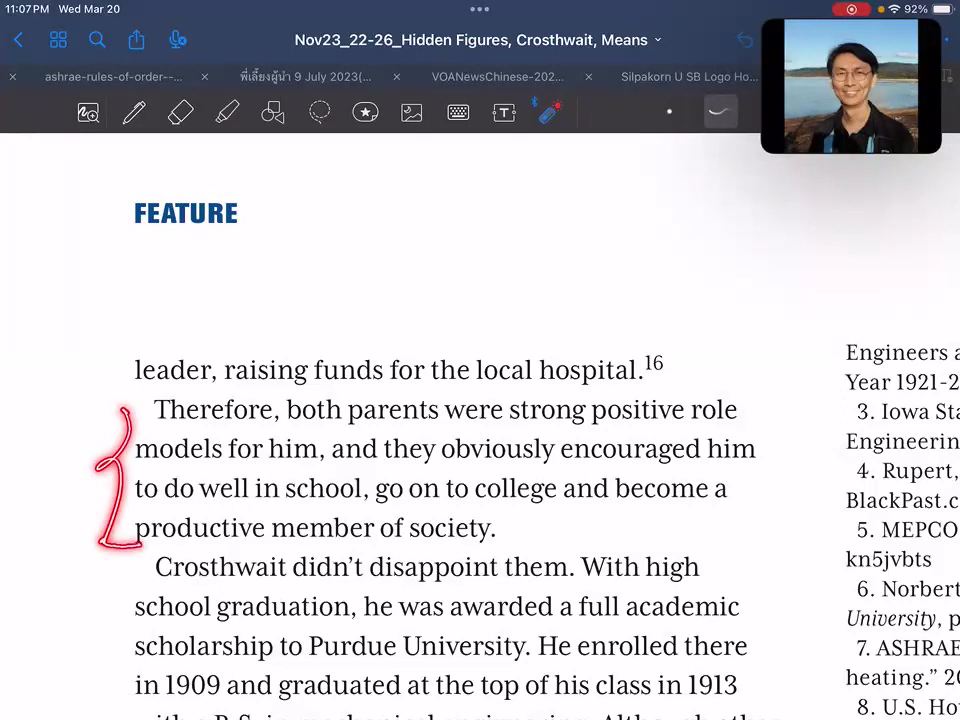 11:07 PM Wed Mar 20
92%
Nov23_22-26_Hidden Figures, Crosthwait, Means
ashrae-rules-of-order--...
พี่เลี้ยงผู้นำ 9 July 2023(...
VOANewsChinese-202...
Silpakorn U SB Logo Ho...
FEATURE
leader, raising funds for the local hospital.16
Therefore, both parents were strong positive role
models for him, and they obviously encouraged him
to do well in school, go on to college and become a
productive member of society.
Crosthwait didn't disappoint them. With high
school graduation, he was awarded a full academic
scholarship to Purdue University. He enrolled there
in 1909 and graduated at the top of his class in 1913
Engineers a
Year 1921-2
3. Iowa Sta
Engineerin
4. Rupert,
BlackPast.c
5. MEPCO
kn5jvbts
6. Norbert
University, p
7. ASHRAE
heating." 20
8. U.S. Ho